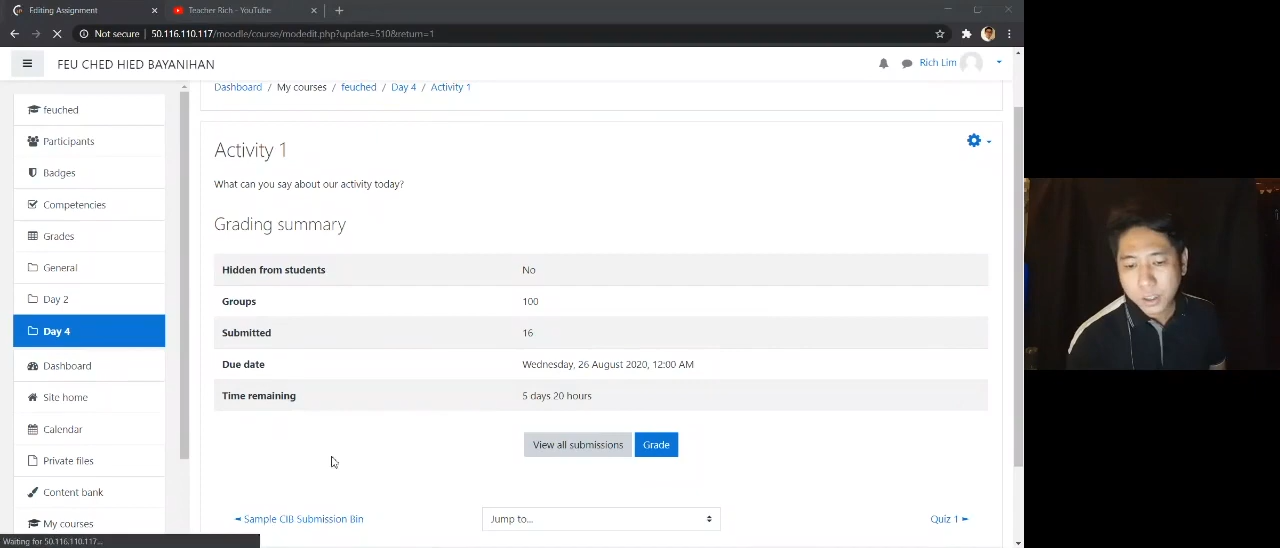 Editing Assignment
Teacher Rich - YouTube
Not secure | 50.116.110.117/moodle/course/modedit.php?update=510&return=1
FEU CHED HIED BAYANIHAN
Rich Lim
feuched
Participants
Badges
Competencies
Grades
General
Day 2
Day 4
Dashboard
Site home
Calendar
Private files
Content bank
My courses
Dashboard / My courses / feuched / Day 4 / Activity 1
Activity 1
What can you say about our activity today?
Grading summary
Hidden from students No
Groups 100
Submitted 16
Due date Wednesday, 26 August 2020, 12:00 AM
Time remaining 5 days 20 hours
View all submissions Grade
◄ Sample CIB Submission Bin Jump to... Quiz 1 ►
Waiting for 50.116.110.117...